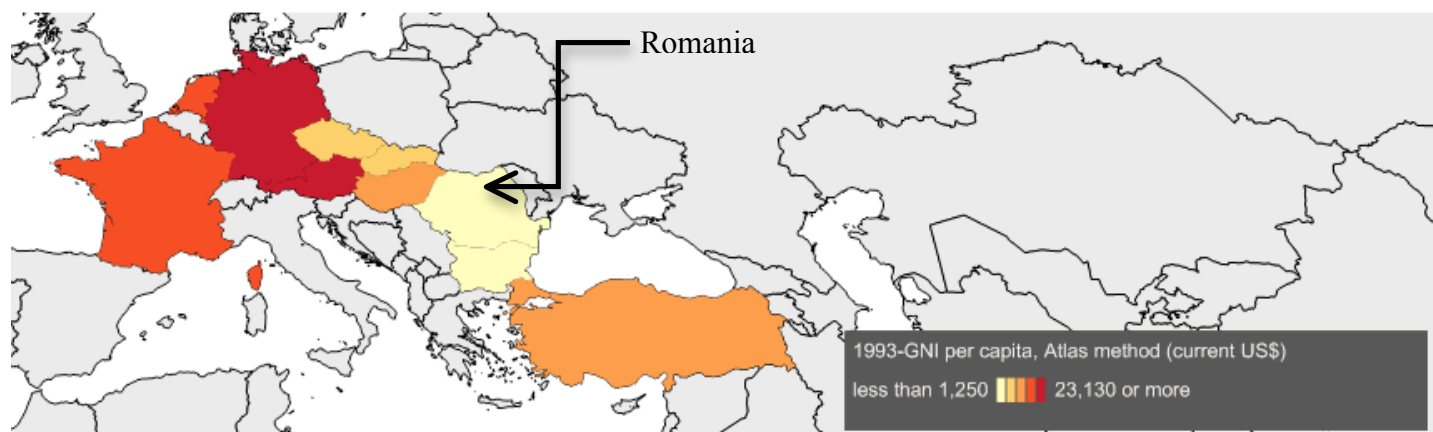 Romania
1993-GNI per capita, Atlas method (current US$)
less than 1,250 23,130 or more